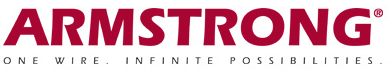 ARMSTRONG®
ONE WIRE. INFINITE POSSIBILITIES.